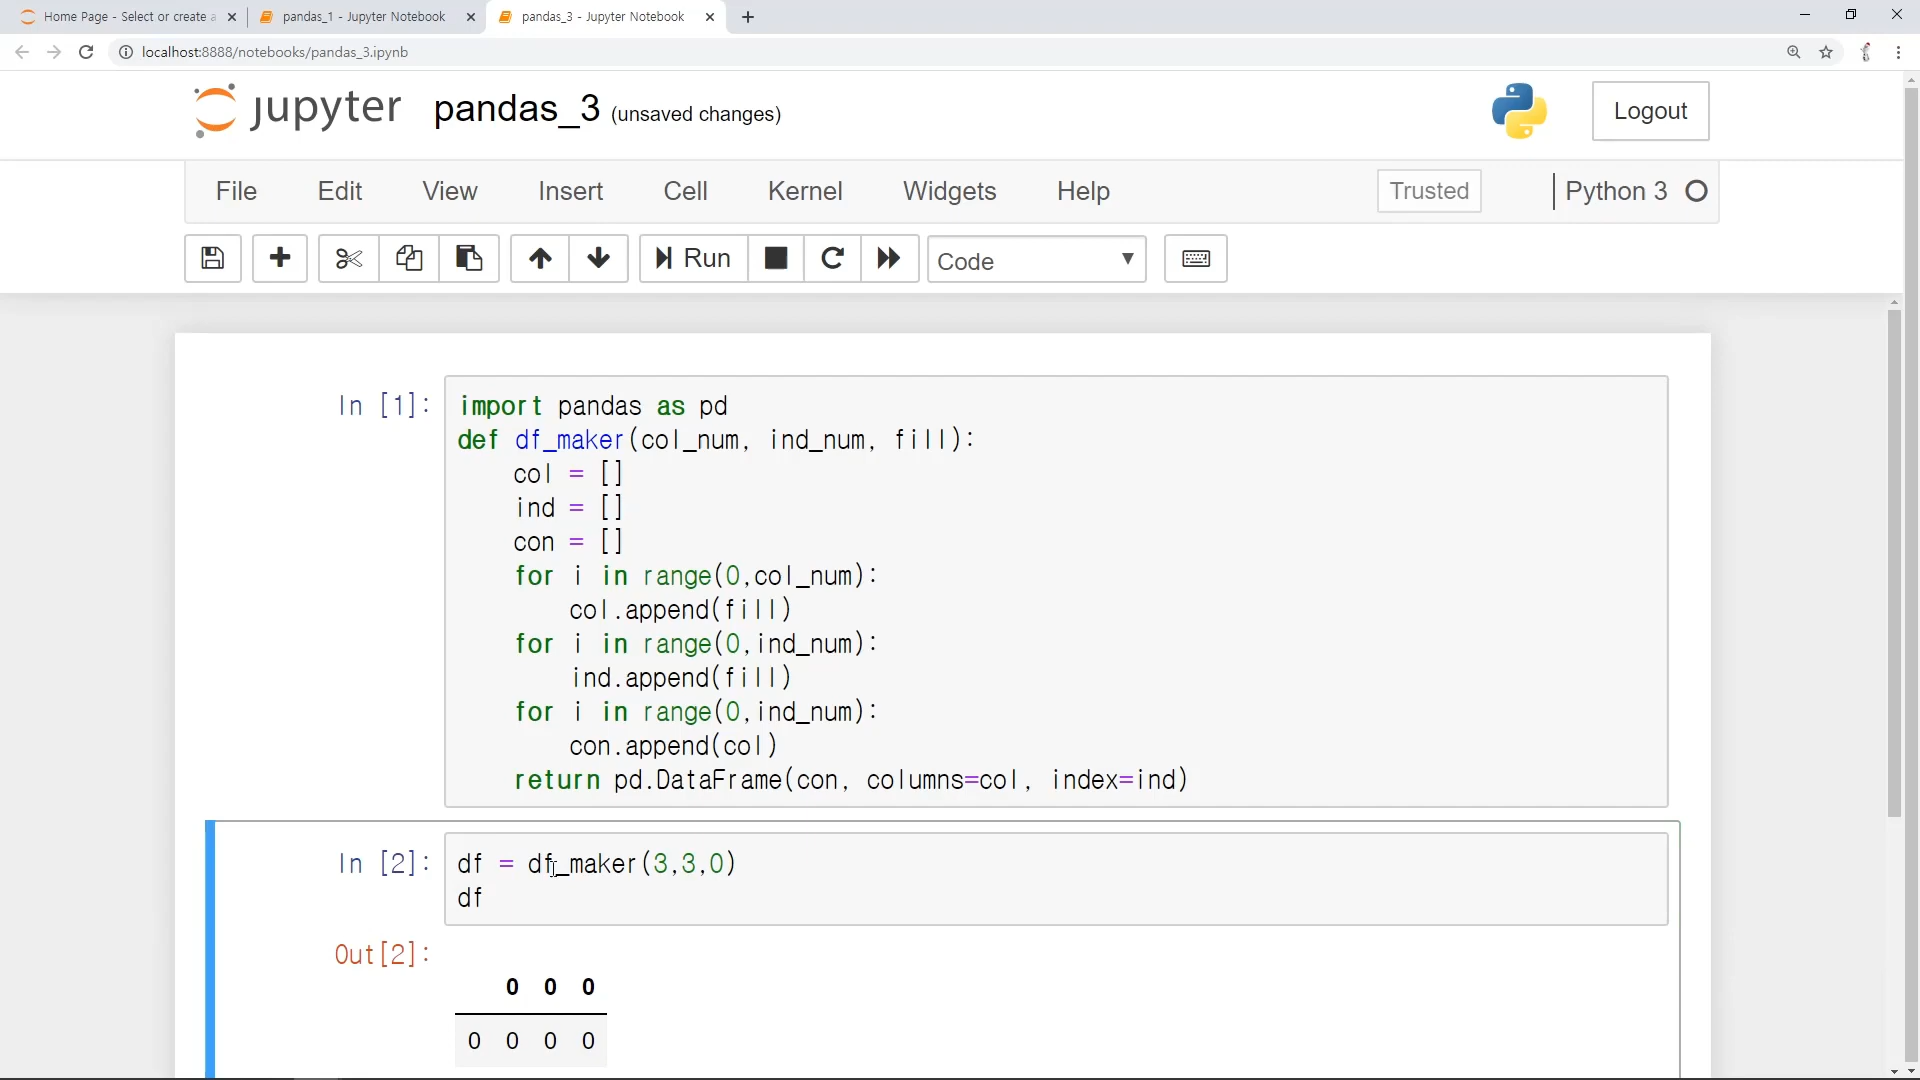 Home Page - Select or create a
pandas_1 - Jupyter Notebook
pandas_3 - Jupyter Notebook
localhost:8888/notebooks/pandas_3.ipynb
jupyter pandas_3 (unsaved changes)
Logout
File Edit View Insert Cell Kernel Widgets Help
Trusted
Python 3
Run
Code
In [1]:
import pandas as pd
def df_maker(col_num, ind_num, fill):
    col = []
    ind = []
    con = []
    for i in range(0,col_num):
        col.append(fill)
    for i in range(0,ind_num):
        ind.append(fill)
    for i in range(0,ind_num):
        con.append(col)
    return pd.DataFrame(con, columns=col, index=ind)
In [2]:
df = df_maker(3,3,0)
df
Out[2]:
0 0 0
0 0 0 0